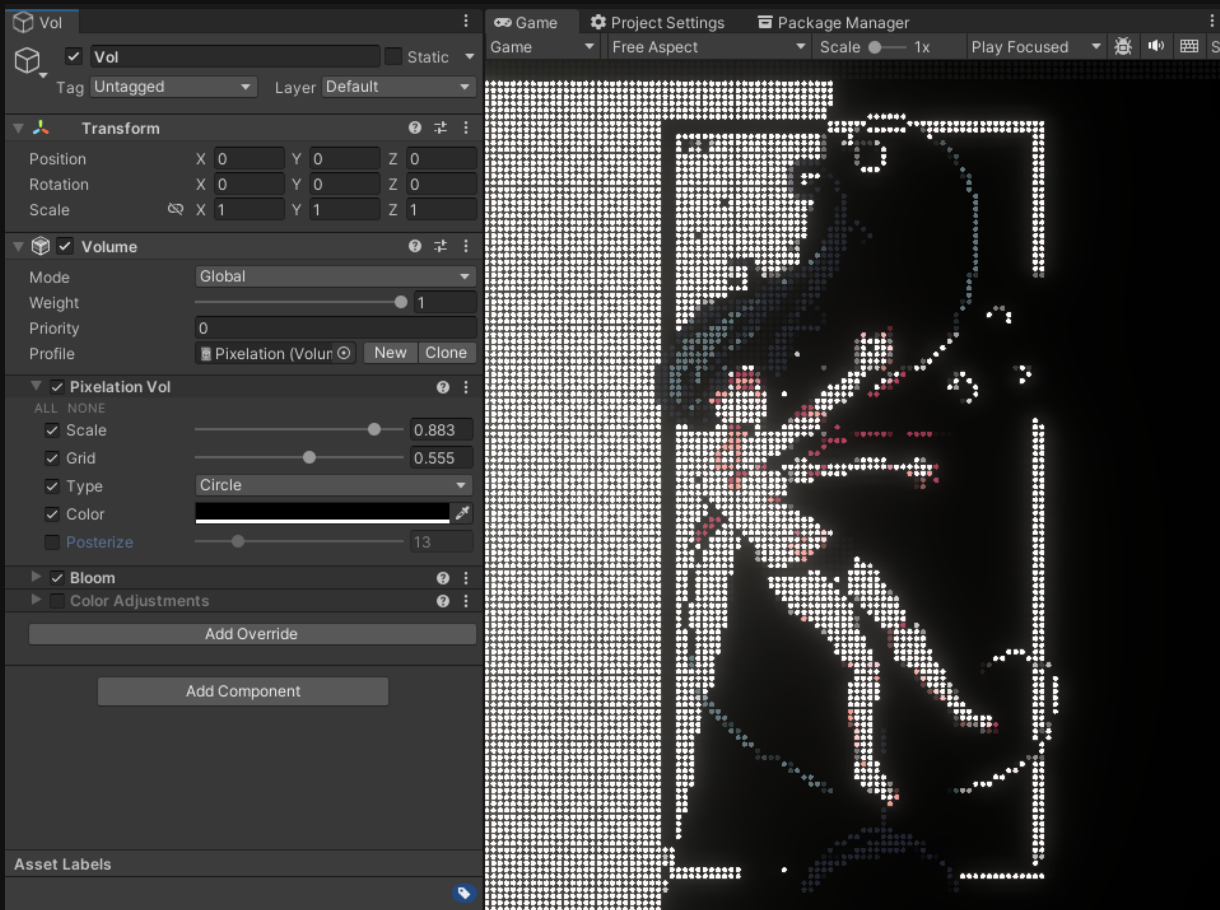 Vol
Vol Static
Tag Untagged Layer Default
Transform
Position X 0 Y 0 Z 0
Rotation X 0 Y 0 Z 0
Scale X 1 Y 1 Z 1
Volume
Mode Global
Weight 1
Priority 0
Profile Pixelation (Volun New Clone
Pixelation Vol
ALL NONE
Scale 0.883
Grid 0.555
Type Circle
Color
Posterize 13
Bloom
Color Adjustments
Add Override
Add Component
Asset Labels
Game Project Settings Package Manager
Game Free Aspect Scale 1x Play Focused S